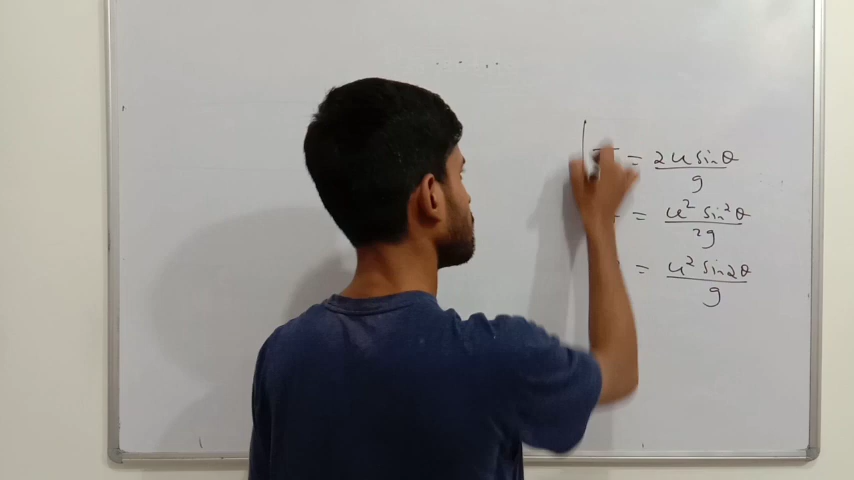 T = 2u sinθ / g
= u² sin²θ / 2g
= u² sin2θ / g